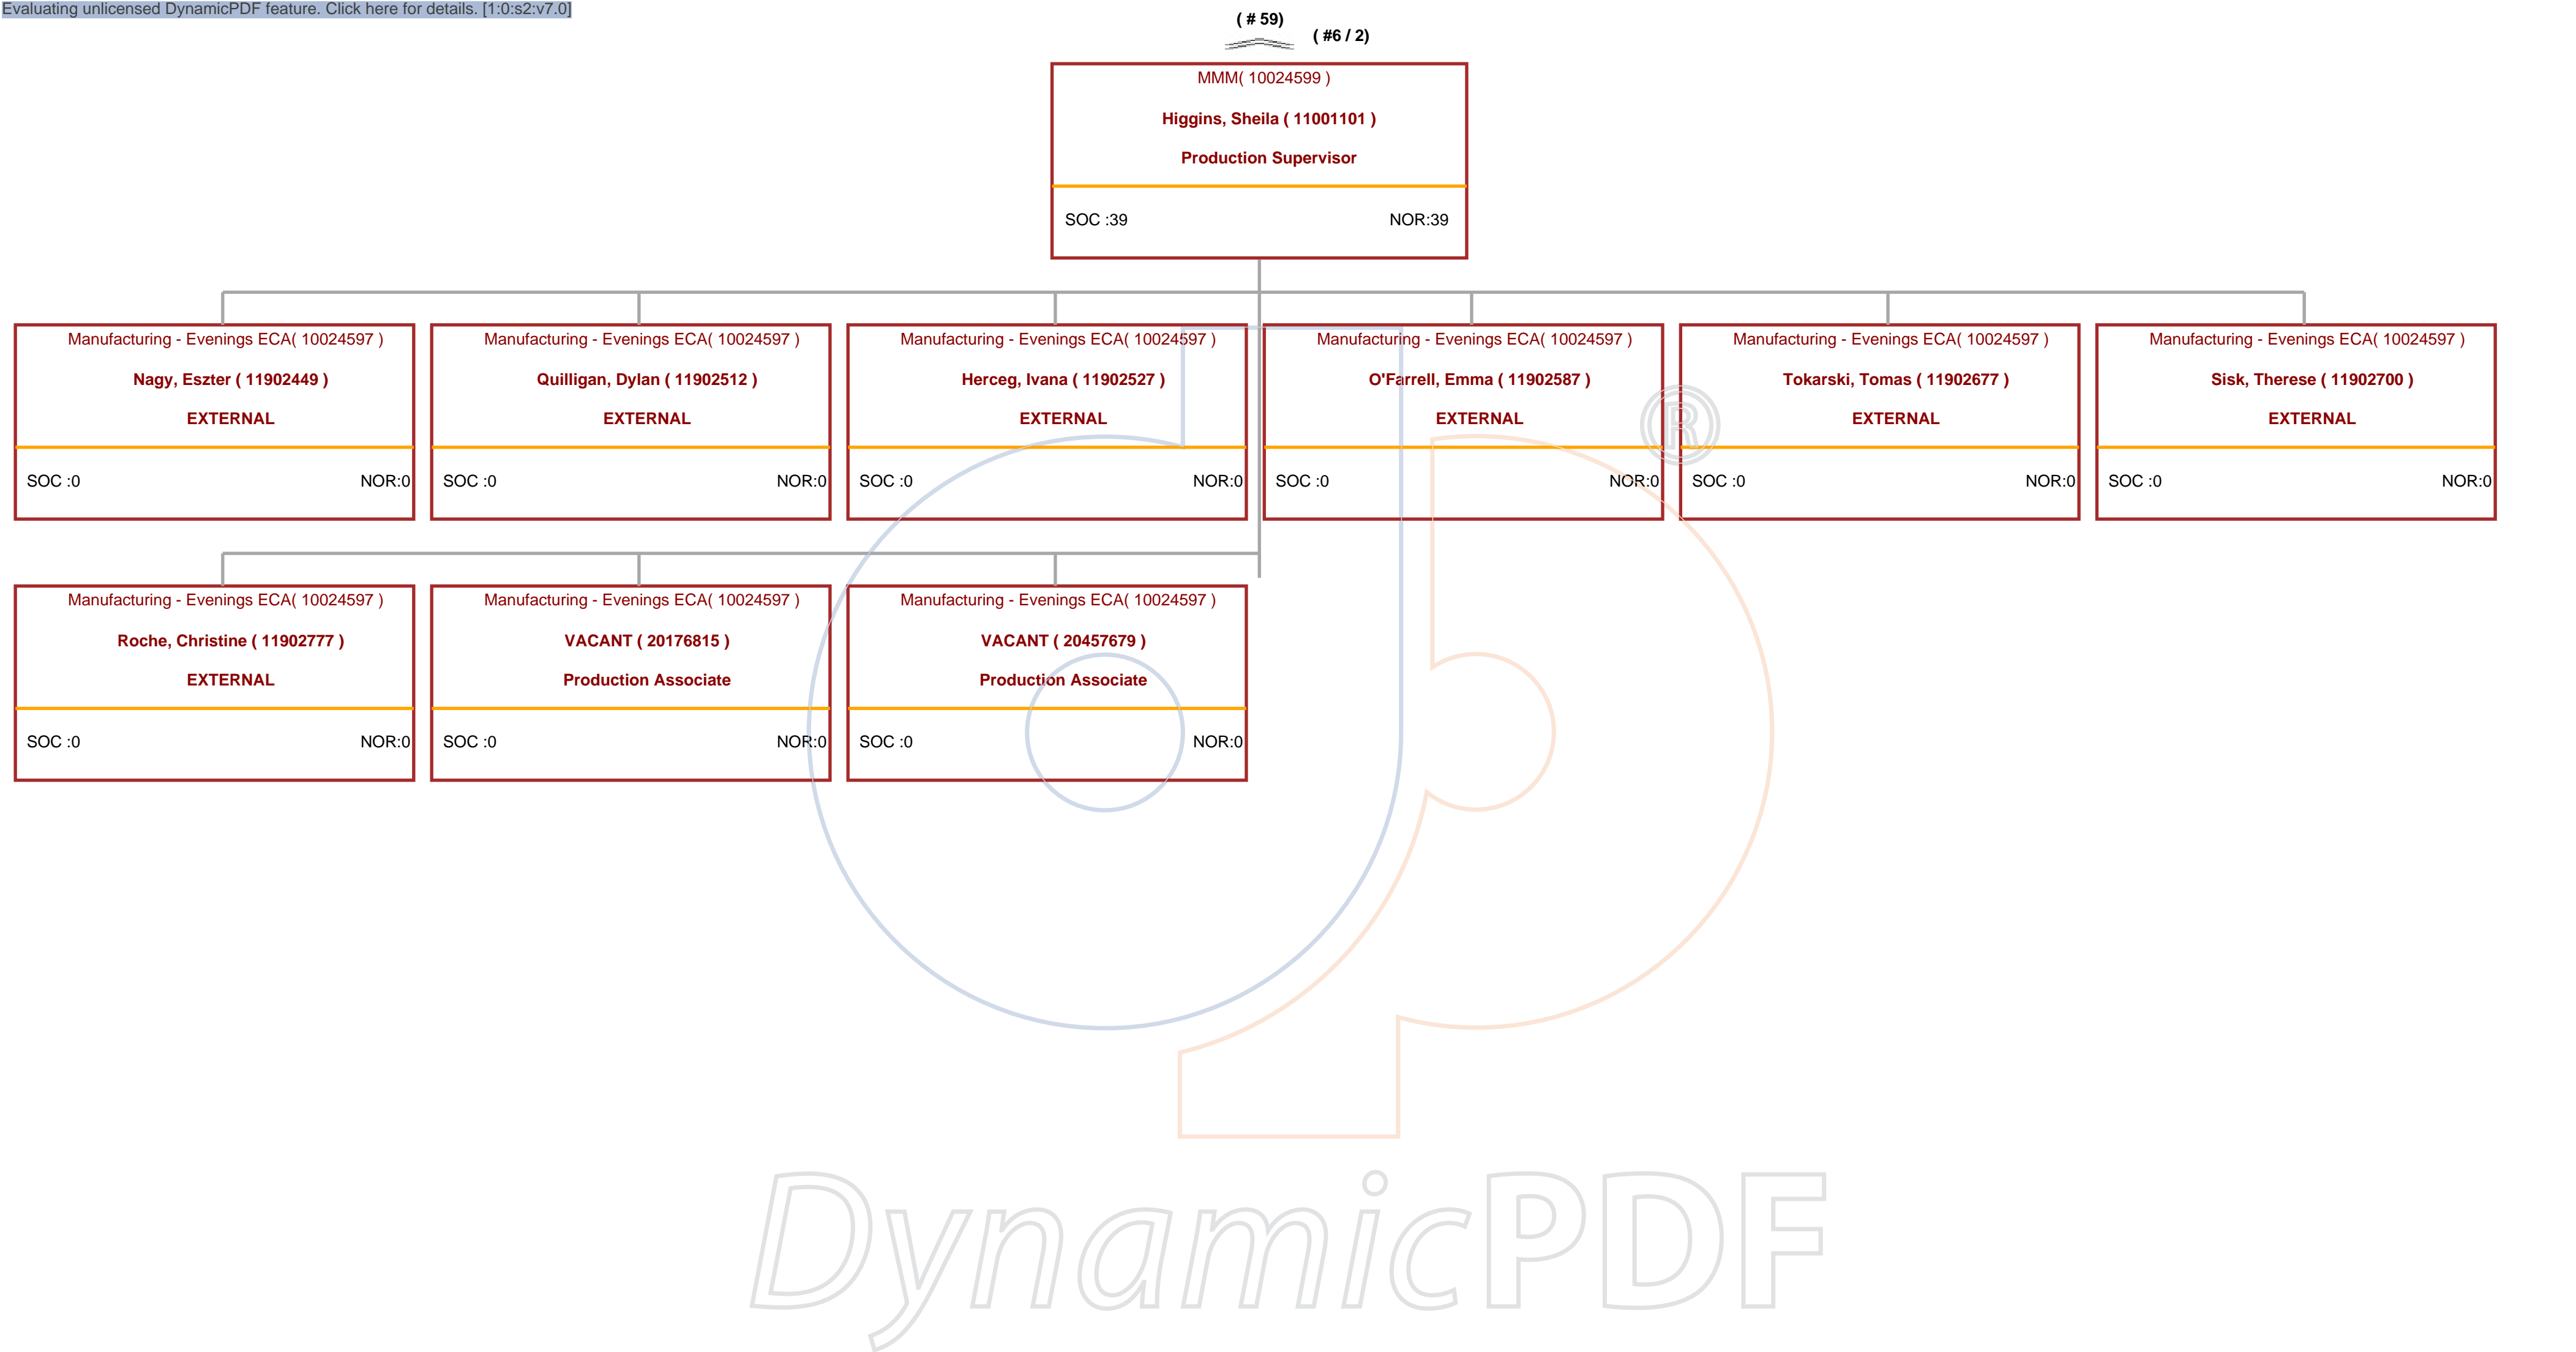 Evaluating unlicensed DynamicPDF feature. Click here for details. [1:0:s2:v7.0]
( # 59)
( #6 / 2)
MMM( 10024599 )
Higgins, Sheila ( 11001101 )
Production Supervisor
SOC :39 NOR:39
Manufacturing - Evenings ECA( 10024597 )
Nagy, Eszter ( 11902449 )
EXTERNAL
SOC :0 NOR:0
Manufacturing - Evenings ECA( 10024597 )
Quilligan, Dylan ( 11902512 )
EXTERNAL
SOC :0 NOR:0
Manufacturing - Evenings ECA( 10024597 )
Herceg, Ivana ( 11902527 )
EXTERNAL
SOC :0 NOR:0
Manufacturing - Evenings ECA( 10024597 )
O'Farrell, Emma ( 11902587 )
EXTERNAL
SOC :0 NOR:0
Manufacturing - Evenings ECA( 10024597 )
Tokarski, Tomas ( 11902677 )
EXTERNAL
SOC :0 NOR:0
Manufacturing - Evenings ECA( 10024597 )
Sisk, Therese ( 11902700 )
EXTERNAL
SOC :0 NOR:0
Manufacturing - Evenings ECA( 10024597 )
Roche, Christine ( 11902777 )
EXTERNAL
SOC :0 NOR:0
Manufacturing - Evenings ECA( 10024597 )
VACANT ( 20176815 )
Production Associate
SOC :0 NOR:0
Manufacturing - Evenings ECA( 10024597 )
VACANT ( 20457679 )
Production Associate
SOC :0 NOR:0
®
DynamicPDF